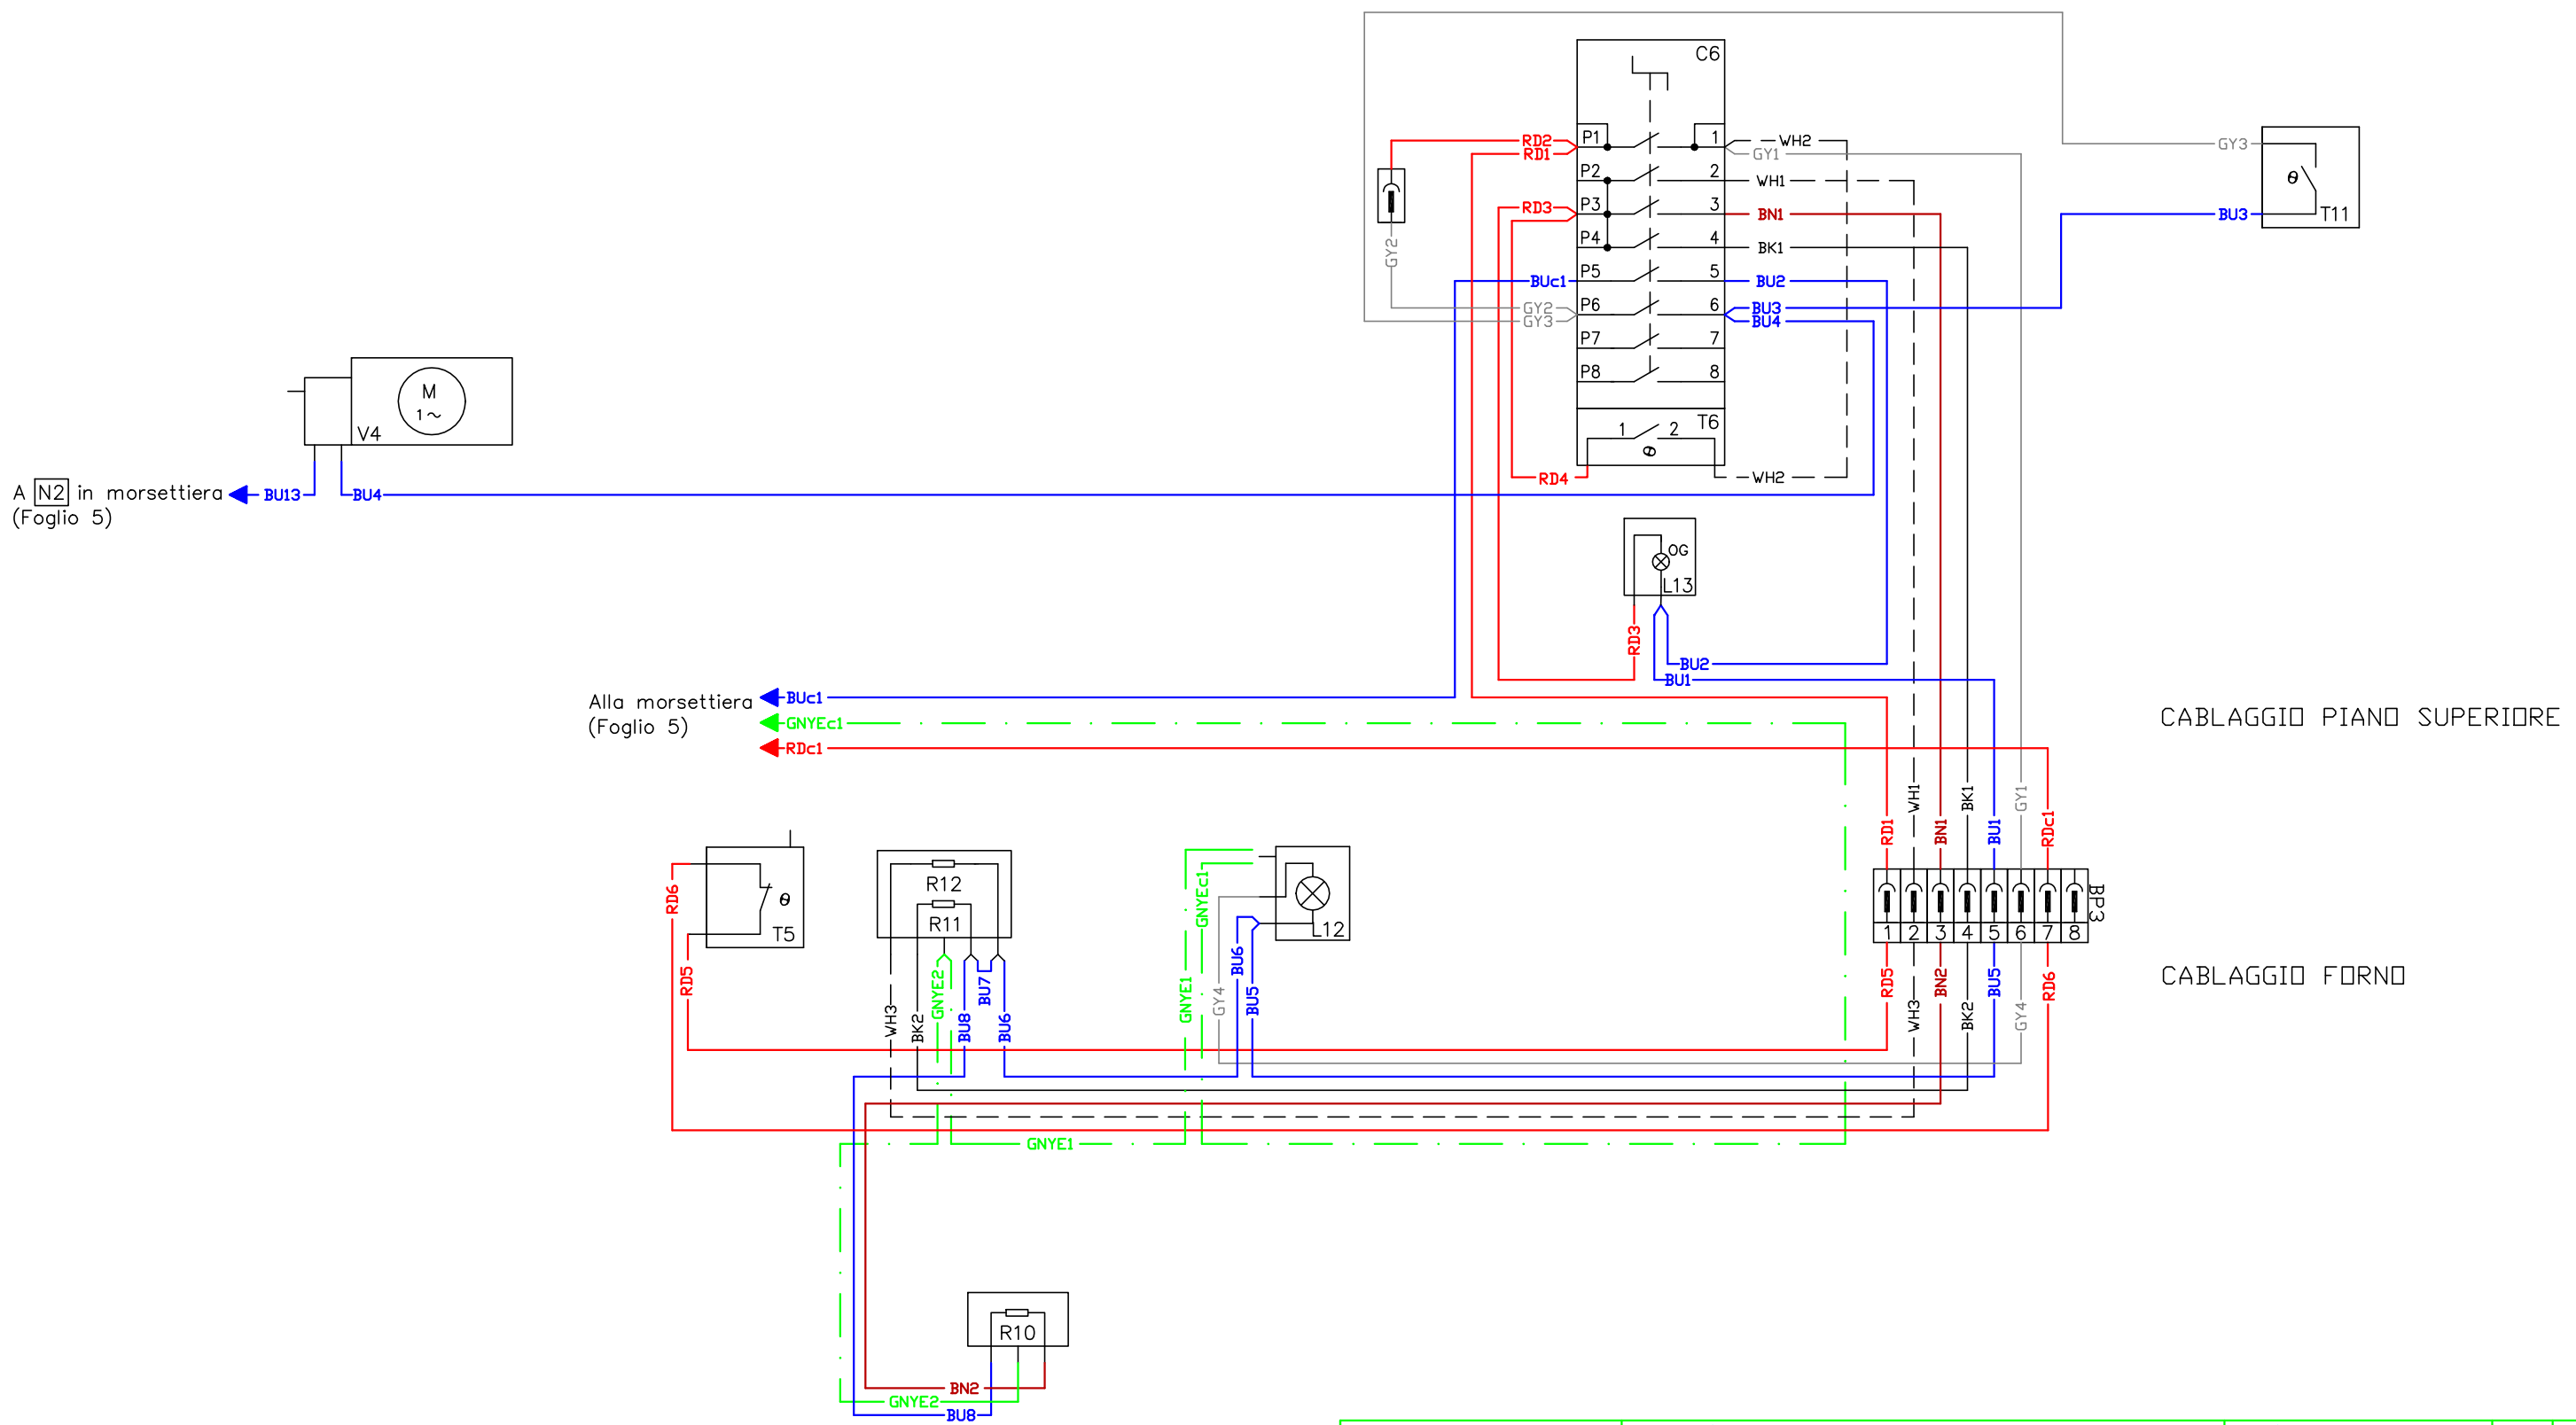 C6
P1 1
P2 2
P3 3
P4 4
P5 5
P6 6
P7 7
P8 8
RD2
RD1
RD3
BUc1
GY2
GY2
GY3
WH2
GY1
WH1
BN1
BK1
BU2
BU3
BU4
GY3
BU3
θ
T11
T6
1 2
θ
RD4
WH2
M
1~
V4
A N2 in morsettiera
(Foglio 5)
BU13
BU4
OG
L13
RD3
BU2
BU1
Alla morsettiera
(Foglio 5)
BUc1
GNYEc1
RDc1
CABLAGGIO PIANO SUPERIORE
RD1
WH1
BN1
BK1
BU1
GY1
RDc1
BP3
1 2 3 4 5 6 7 8
CABLAGGIO FORNO
RD5
WH3
BN2
BK2
BU5
GY4
RD6
RD6
RD5
θ
T5
R12
R11
WH3
BK2
GNYE2
BU8
BU7
BU6
GNYE1
GNYEc1
GY4
BU6
BU5
L12
GNYE1
R10
BN2
GNYE2
BU8